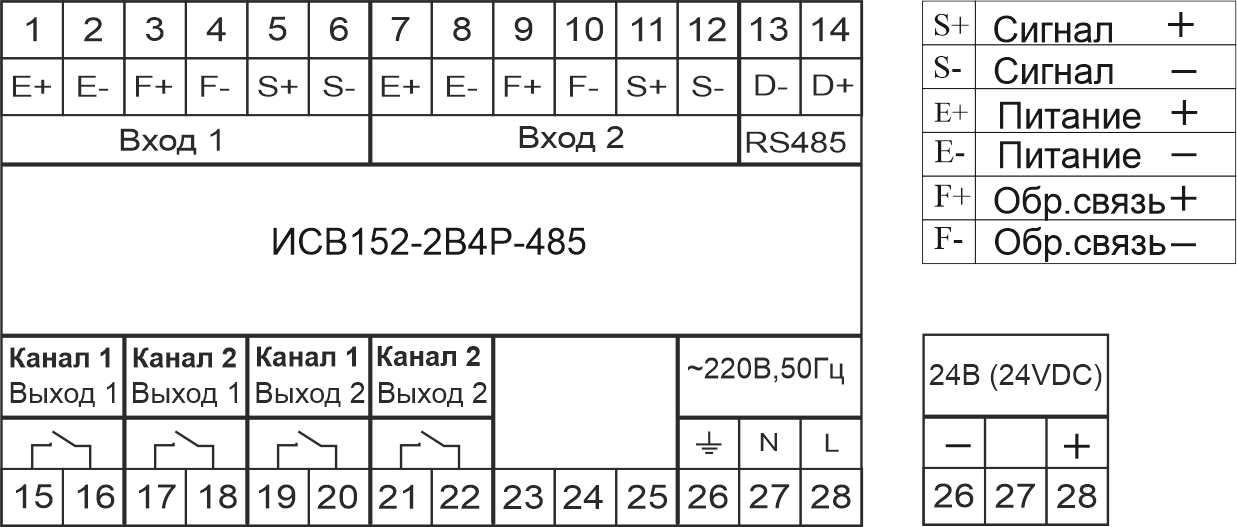 1 2 3 4 5 6 7 8 9 10 11 12 13 14
E+ E- F+ F- S+ S- E+ E- F+ F- S+ S- D- D+
Вход 1 Вход 2 RS485
ИСВ152-2В4Р-485
Канал 1 Канал 2 Канал 1 Канал 2
Выход 1 Выход 1 Выход 2 Выход 2
~220В,50Гц
N L
15 16 17 18 19 20 21 22 23 24 25 26 27 28
S+ Сигнал +
S- Сигнал −
E+ Питание +
E- Питание −
F+ Обр.связь +
F- Обр.связь −
24В (24VDC)
− +
26 27 28